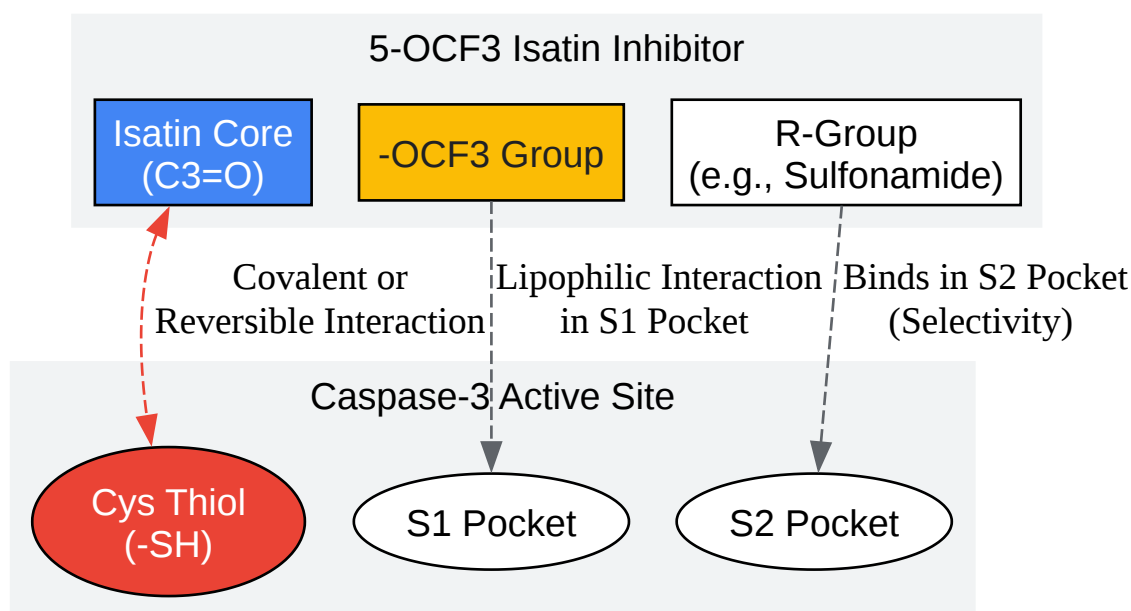 5-OCF3 Isatin Inhibitor
Isatin Core
(C3=O)
-OCF3 Group
R-Group
(e.g., Sulfonamide)
Covalent or
Reversible Interaction
Lipophilic Interaction
in S1 Pocket
Binds in S2 Pocket
(Selectivity)
Caspase-3 Active Site
Cys Thiol
(-SH)
S1 Pocket
S2 Pocket